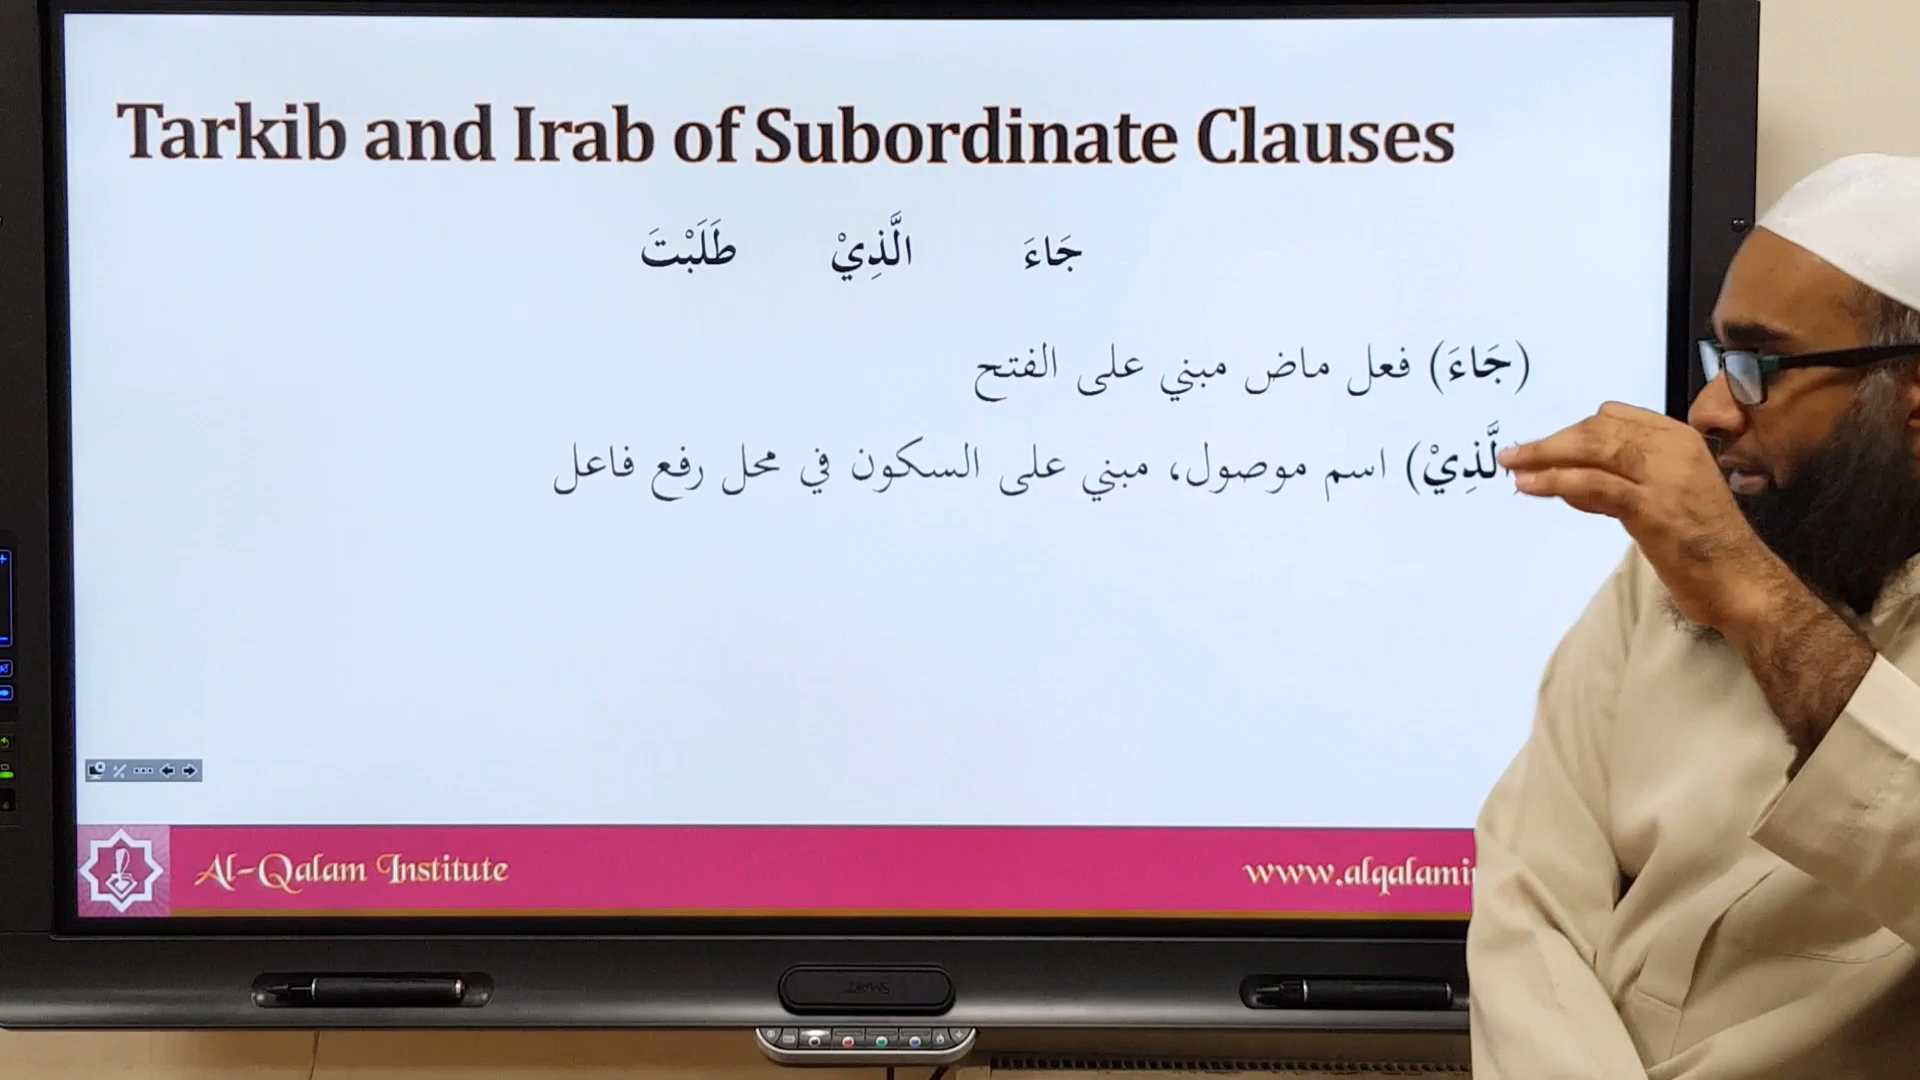 Tarkib and Irab of Subordinate Clauses
جَاءَ الَّذِيْ طَلَبْتَ
(جَاءَ) فعل ماض مبني على الفتح
الَّذِيْ) اسم موصول، مبني على السكون في محل رفع فاعل
Al-Qalam Institute
www.alqalami
SMART